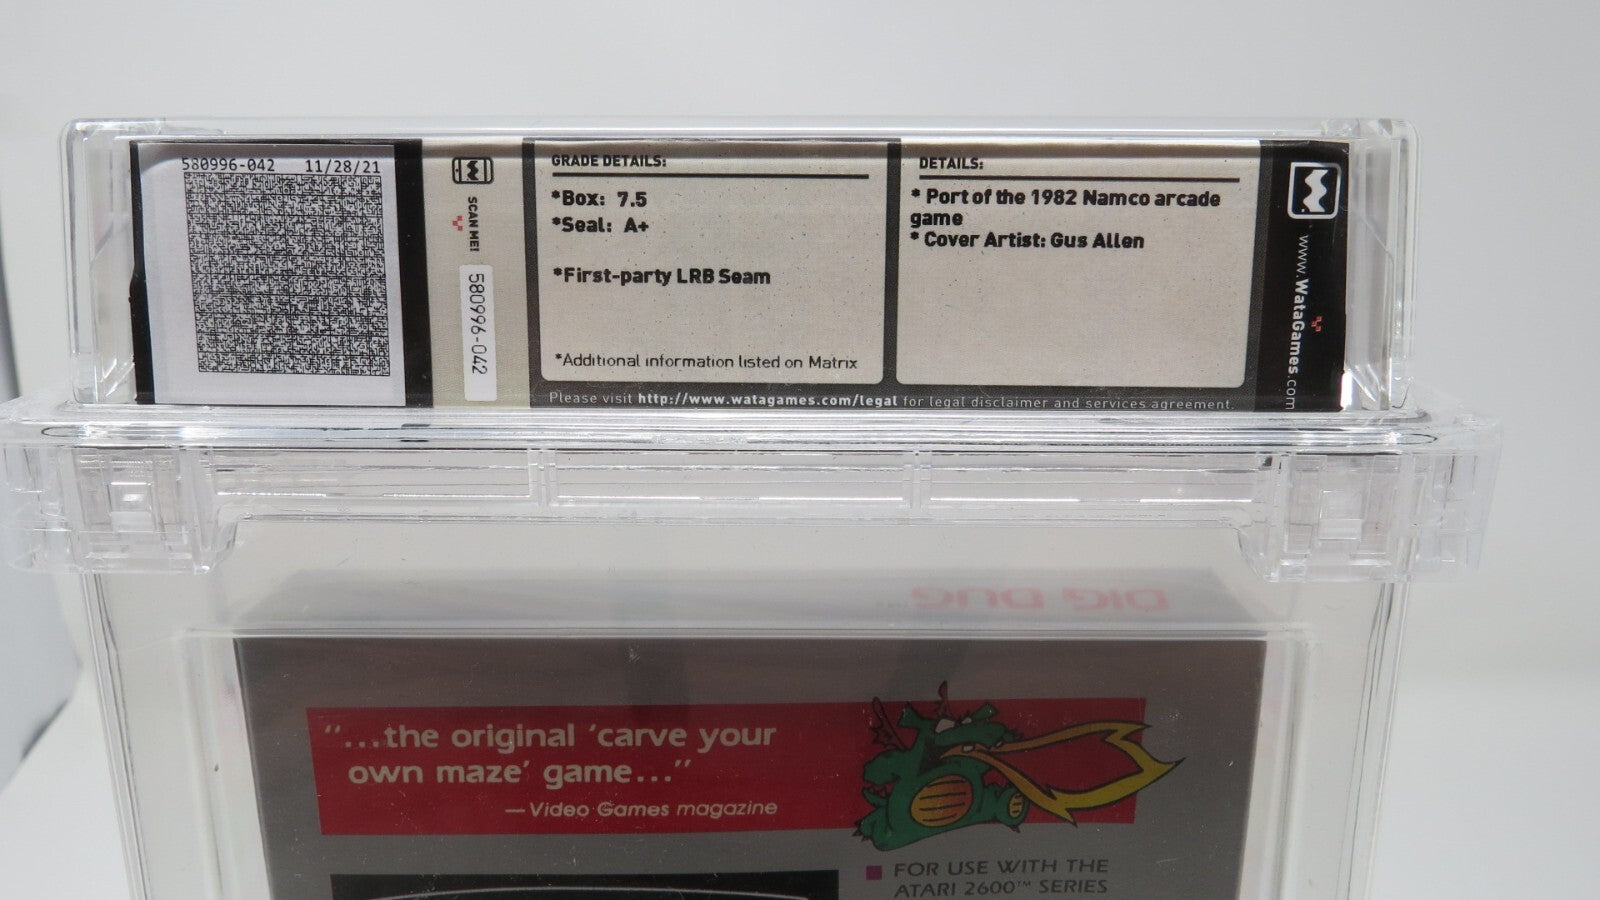 580996-042 11/28/21
SCAN ME!
580996-042
GRADE DETAILS:
*Box: 7.5
*Seal: A+
*First-party LRB Seam
*Additional information listed on Matrix
DETAILS:
* Port of the 1982 Namco arcade
game
* Cover Artist: Gus Allen
www.WataGames.com
Please visit http://www.watagames.com/legal for legal disclaimer and services agreement.
DIG DUG
"...the original 'carve your
own maze' game..."
—Video Games magazine
FOR USE WITH THE
ATARI 2600™ SERIES